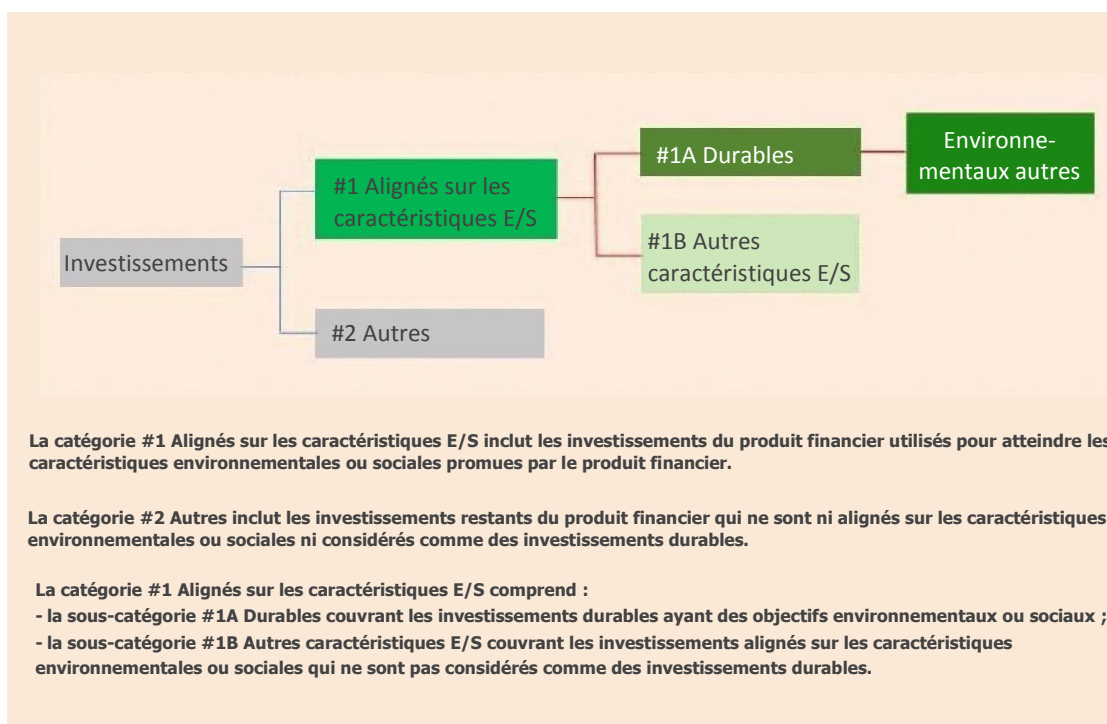 Investissements
#1 Alignés sur les
caractéristiques E/S
#2 Autres
#1A Durables
#1B Autres
caractéristiques E/S
Environne-
mentaux autres
La catégorie #1 Alignés sur les caractéristiques E/S inclut les investissements du produit financier utilisés pour atteindre les
caractéristiques environnementales ou sociales promues par le produit financier.
La catégorie #2 Autres inclut les investissements restants du produit financier qui ne sont ni alignés sur les caractéristiques
environnementales ou sociales ni considérés comme des investissements durables.
La catégorie #1 Alignés sur les caractéristiques E/S comprend :
- la sous-catégorie #1A Durables couvrant les investissements durables ayant des objectifs environnementaux ou sociaux ;
- la sous-catégorie #1B Autres caractéristiques E/S couvrant les investissements alignés sur les caractéristiques
environnementales ou sociales qui ne sont pas considérés comme des investissements durables.